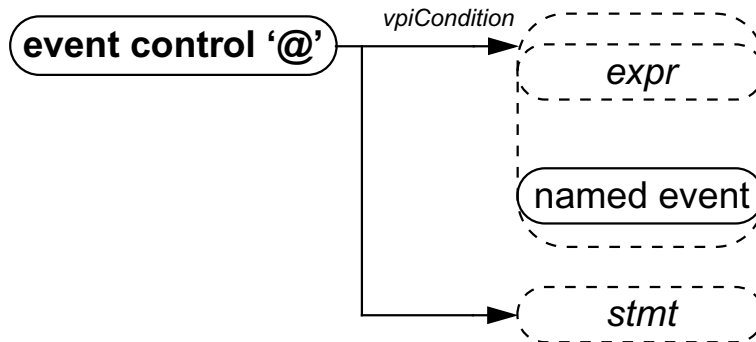 vpiCondition
event control ‘@’
expr
named event
stmt